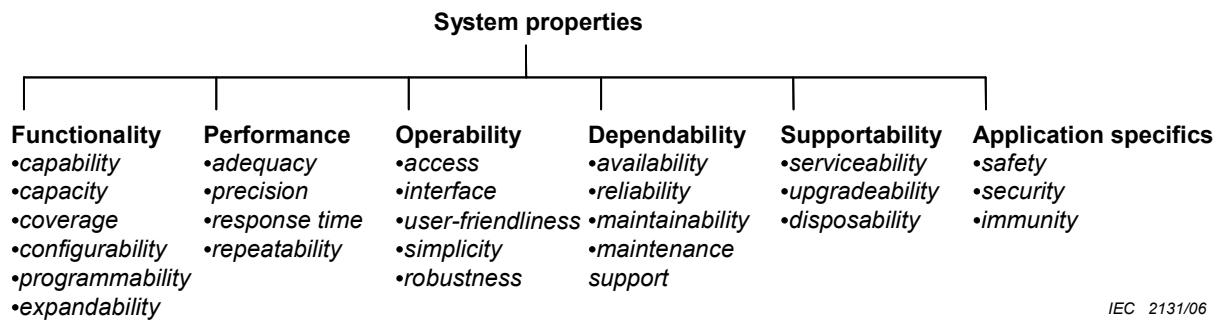 System properties
Functionality
•capability
•capacity
•coverage
•configurability
•programmability
•expandability
Performance
•adequacy
•precision
•response time
•repeatability
Operability
•access
•interface
•user-friendliness
•simplicity
•robustness
Dependability
•availability
•reliability
•maintainability
•maintenance
support
Supportability
•serviceability
•upgradeability
•disposability
Application specifics
•safety
•security
•immunity
IEC 2131/06